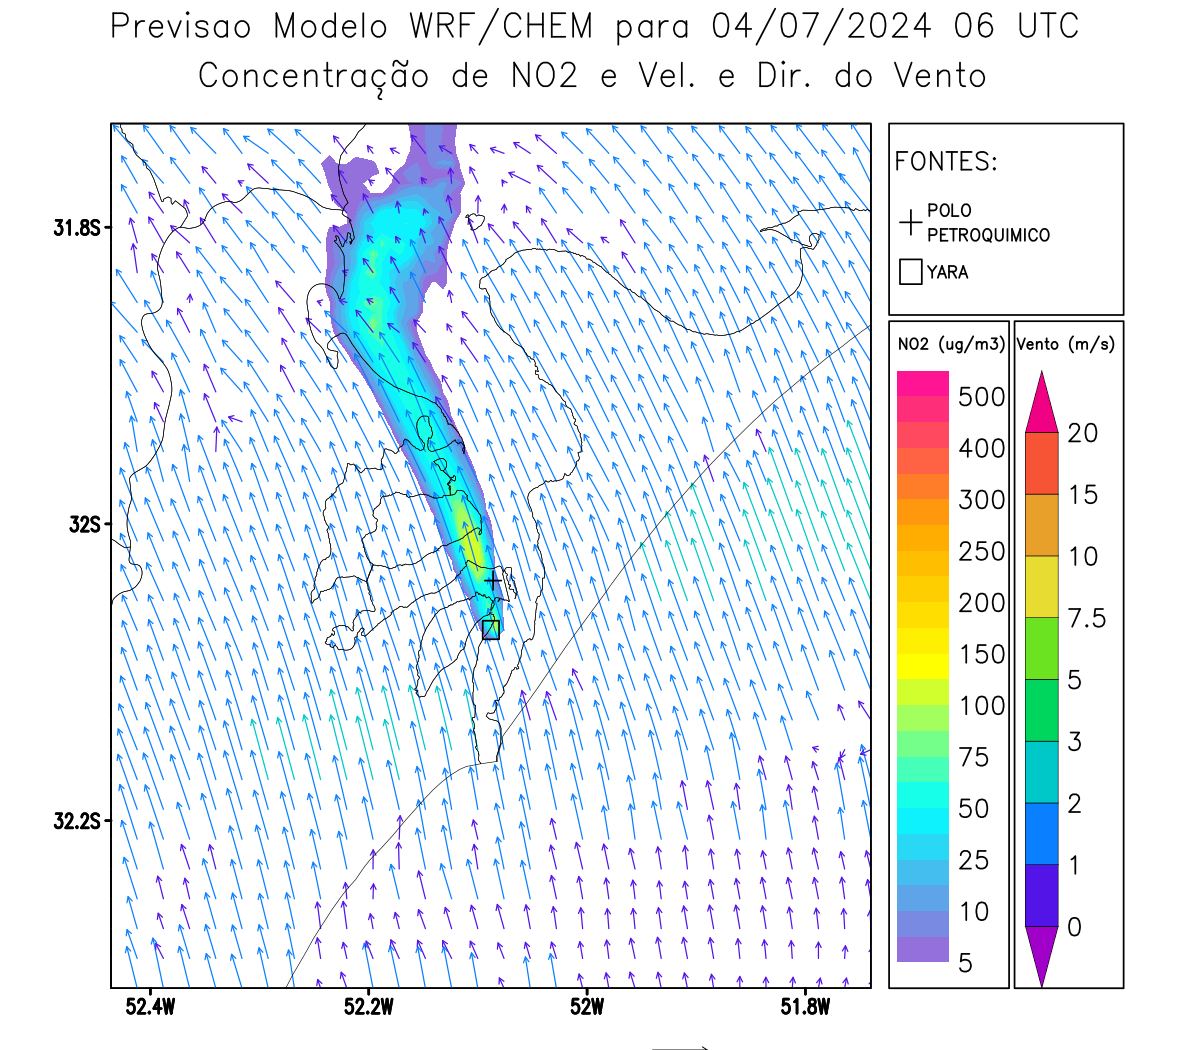 Previsao Modelo WRF/CHEM para 04/07/2024 06 UTC
Concentração de NO2 e Vel. e Dir. do Vento
FONTES:
POLO
PETROQUIMICO
YARA
NO2 (ug/m3)
500
400
300
250
200
150
100
75
50
25
10
5
Vento (m/s)
20
15
10
7.5
5
3
2
1
0
31.8S
32S
32.2S
52.4W
52.2W
52W
51.8W